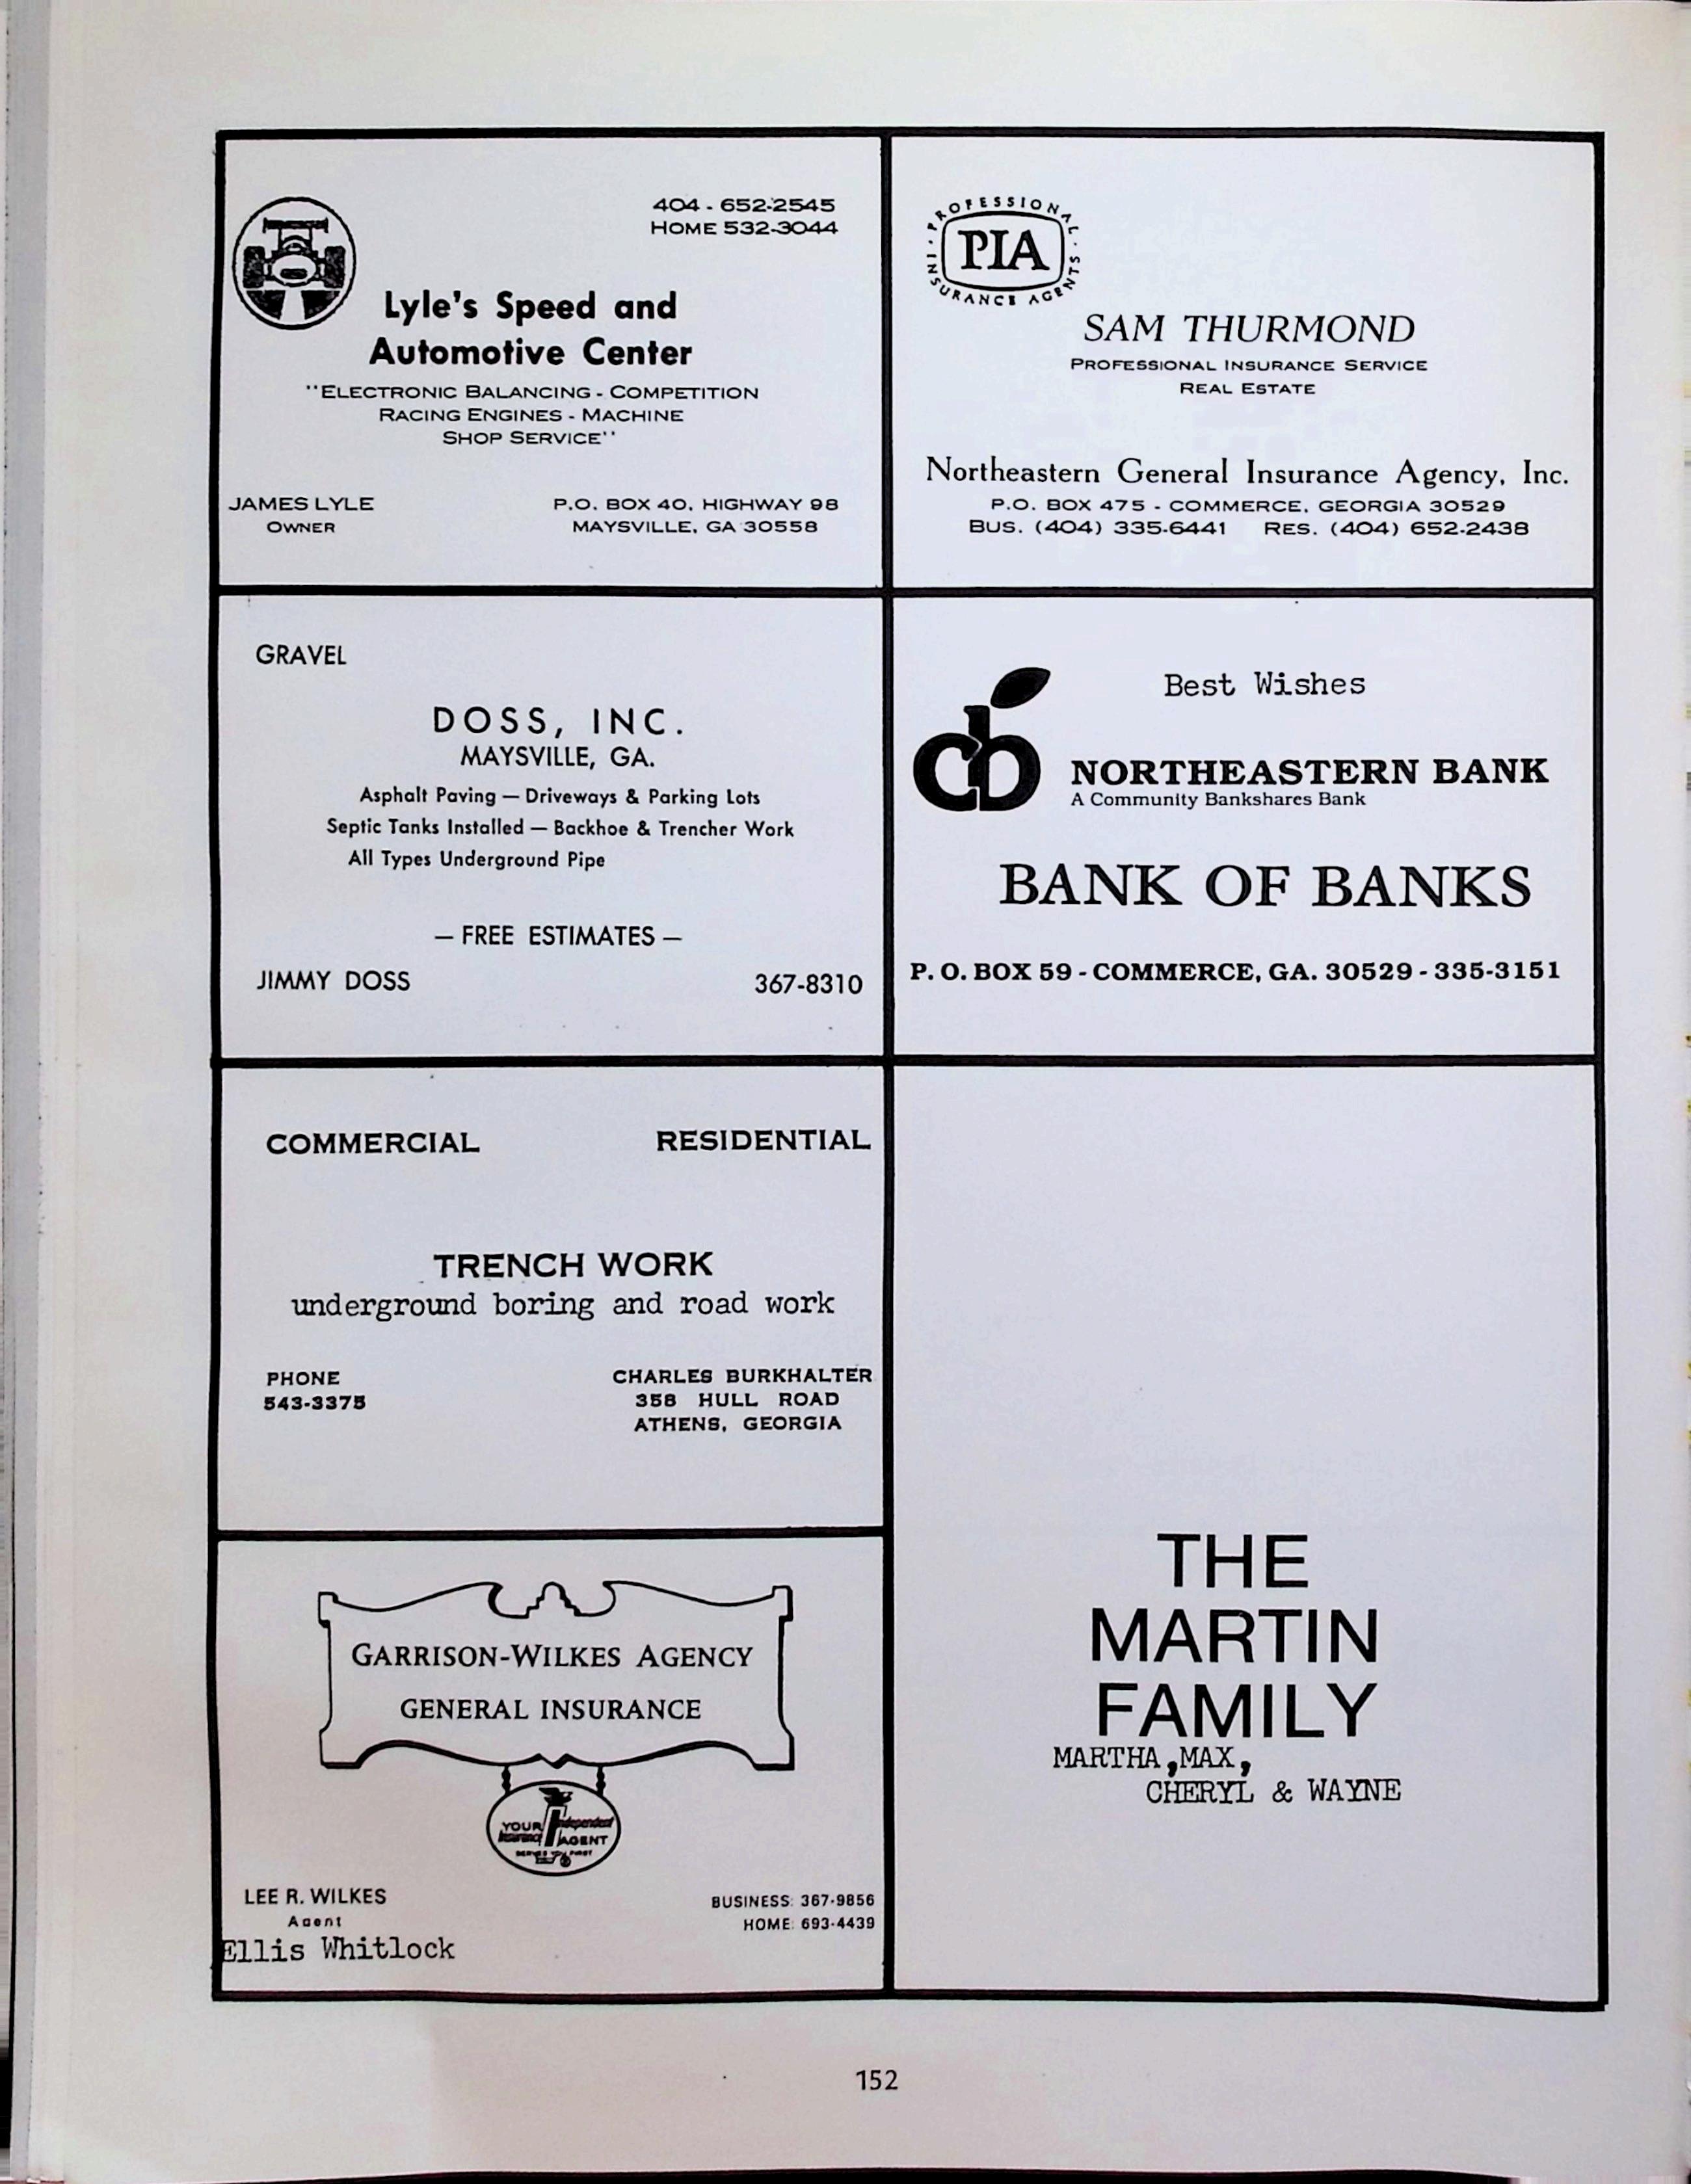 404 - 652-2545
HOME 532-3044
Lyle's Speed and
Automotive Center
"ELECTRONIC BALANCING - COMPETITION
RACING ENGINES - MACHINE
SHOP SERVICE"
JAMES LYLE
OWNER
P.O. BOX 40, HIGHWAY 98
MAYSVILLE, GA 30558
PROFESSIONAL · INSURANCE AGENTS ·
PIA
SAM THURMOND
PROFESSIONAL INSURANCE SERVICE
REAL ESTATE
Northeastern General Insurance Agency, Inc.
P.O. BOX 475 - COMMERCE, GEORGIA 30529
BUS. (404) 335-6441 RES. (404) 652-2438
GRAVEL
DOSS, INC.
MAYSVILLE, GA.
Asphalt Paving — Driveways & Parking Lots
Septic Tanks Installed — Backhoe & Trencher Work
All Types Underground Pipe
— FREE ESTIMATES —
JIMMY DOSS 367-8310
Best Wishes
cb
NORTHEASTERN BANK
A Community Bankshares Bank
BANK OF BANKS
P. O. BOX 59 - COMMERCE, GA. 30529 - 335-3151
COMMERCIAL RESIDENTIAL
TRENCH WORK
underground boring and road work
PHONE
543-3375
CHARLES BURKHALTER
358 HULL ROAD
ATHENS, GEORGIA
GARRISON-WILKES AGENCY
GENERAL INSURANCE
YOUR Independent
Insurance AGENT
SERVES YOU FIRST
LEE R. WILKES
Agent
Ellis Whitlock
BUSINESS: 367-9856
HOME: 693-4439
THE
MARTIN
FAMILY
MARTHA,MAX,
CHERYL & WAYNE
152